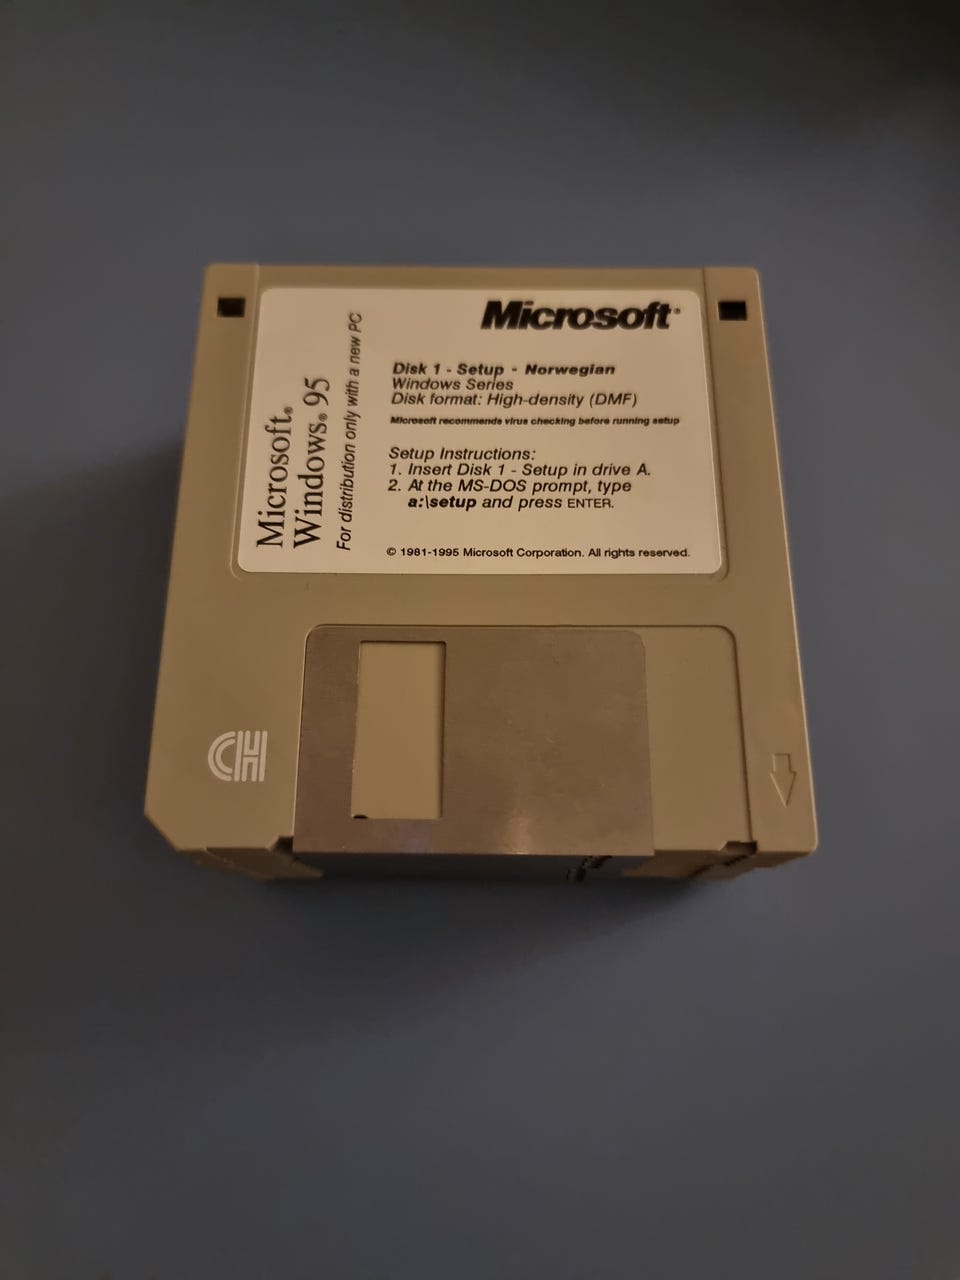 Microsoft®
Windows® 95
For distribution only with a new PC
Microsoft®
Disk 1 - Setup - Norwegian
Windows Series
Disk format: High-density (DMF)
Microsoft recommends virus checking before running setup
Setup Instructions:
1. Insert Disk 1 - Setup in drive A.
2. At the MS-DOS prompt, type
a:\setup and press ENTER.
© 1981-1995 Microsoft Corporation. All rights reserved.